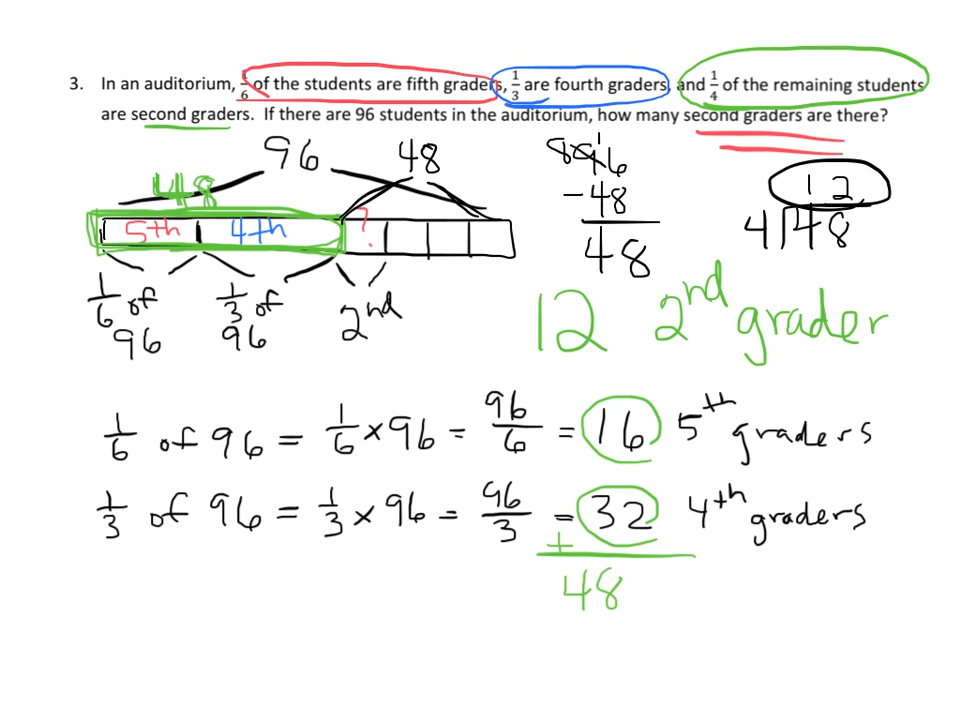 3. In an auditorium, 1/6 of the students are fifth graders, 1/3 are fourth graders, and 1/4 of the remaining students
are second graders. If there are 96 students in the auditorium, how many second graders are there?
96 48
48
5th 4th ?
1/6 of 96 1/3 of 96 2nd
8 9 1 6
- 48
48
12
4 48
12 2nd grader
1/6 of 96 = 1/6 x 96 = 96/6 = 16 5th graders
1/3 of 96 = 1/3 x 96 = 96/3 = 32 4th graders
+
48